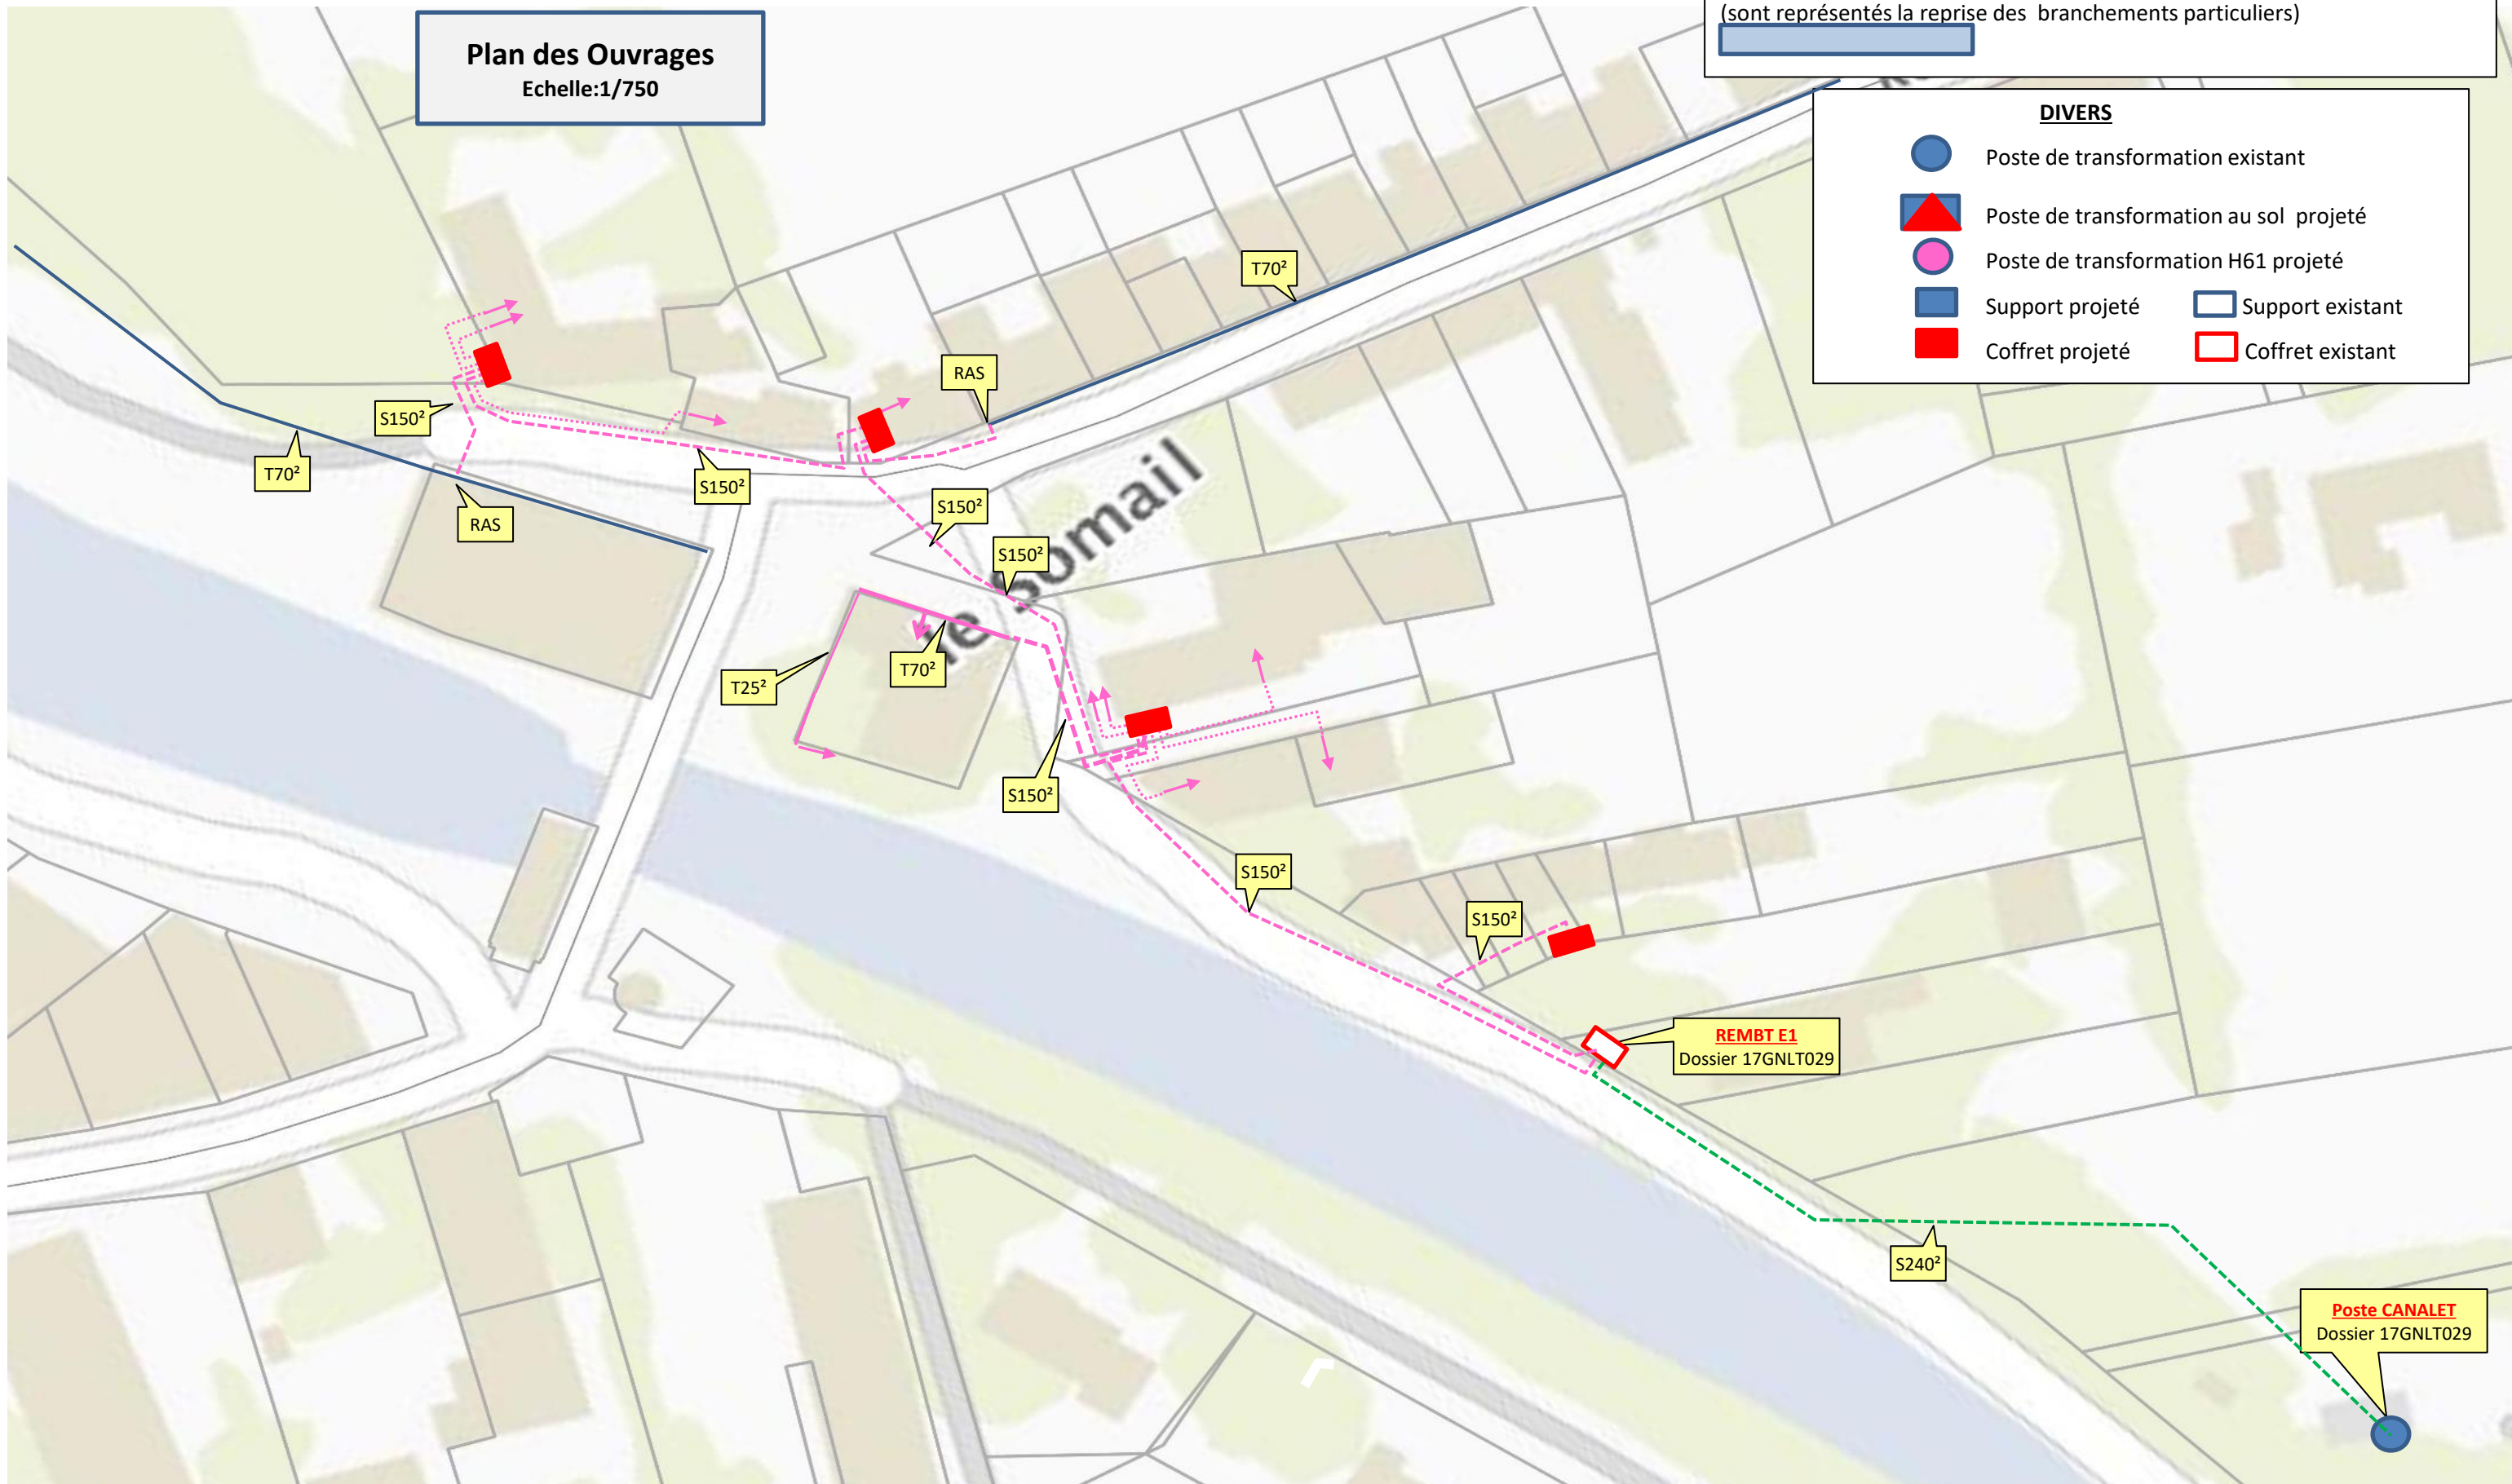 (sont représentés la reprise des  branchements particuliers)
Plan des Ouvrages
Echelle:1/750
DIVERS
Poste de transformation existant
Poste de transformation au sol  projeté
Poste de transformation H61 projeté
Support projeté
Support existant
Coffret projeté
Coffret existant
T70²
RAS
S150²
T70²
S150²
RAS
S150²
S150²
le Somail
T70²
T25²
S150²
S150²
S150²
REMBT E1
Dossier 17GNLT029
S240²
Poste CANALET
Dossier 17GNLT029